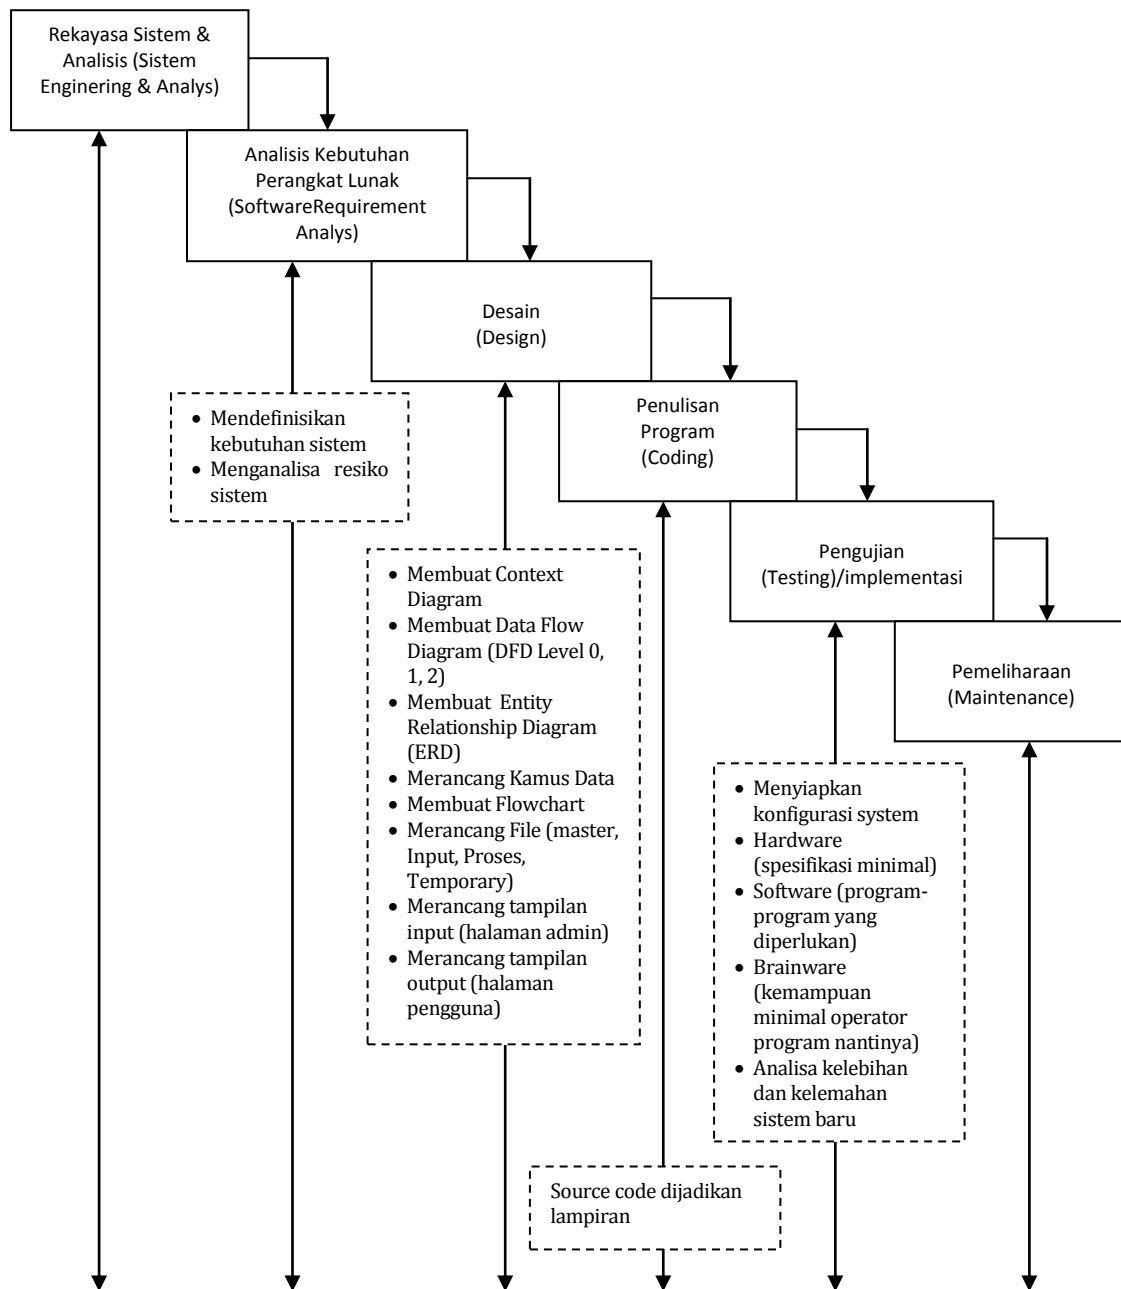 Rekayasa Sistem &
Analisis (Sistem
Enginering & Analys)
Analisis Kebutuhan
Perangkat Lunak
(SoftwareRequirement
Analys)
Desain
(Design)
Penulisan
Program
(Coding)
Pengujian
(Testing)/implementasi
Pemeliharaan
(Maintenance)
• Mendefinisikan
kebutuhan sistem
• Menganalisa resiko
sistem
• Membuat Context
Diagram
• Membuat Data Flow
Diagram (DFD Level 0,
1, 2)
• Membuat Entity
Relationship Diagram
(ERD)
• Merancang Kamus Data
• Membuat Flowchart
• Merancang File (master,
Input, Proses,
Temporary)
• Merancang tampilan
input (halaman admin)
• Merancang tampilan
output (halaman
pengguna)
Source code dijadikan
lampiran
• Menyiapkan
konfigurasi system
• Hardware
(spesifikasi minimal)
• Software (program-
program yang
diperlukan)
• Brainware
(kemampuan
minimal operator
program nantinya)
• Analisa kelebihan
dan kelemahan
sistem baru